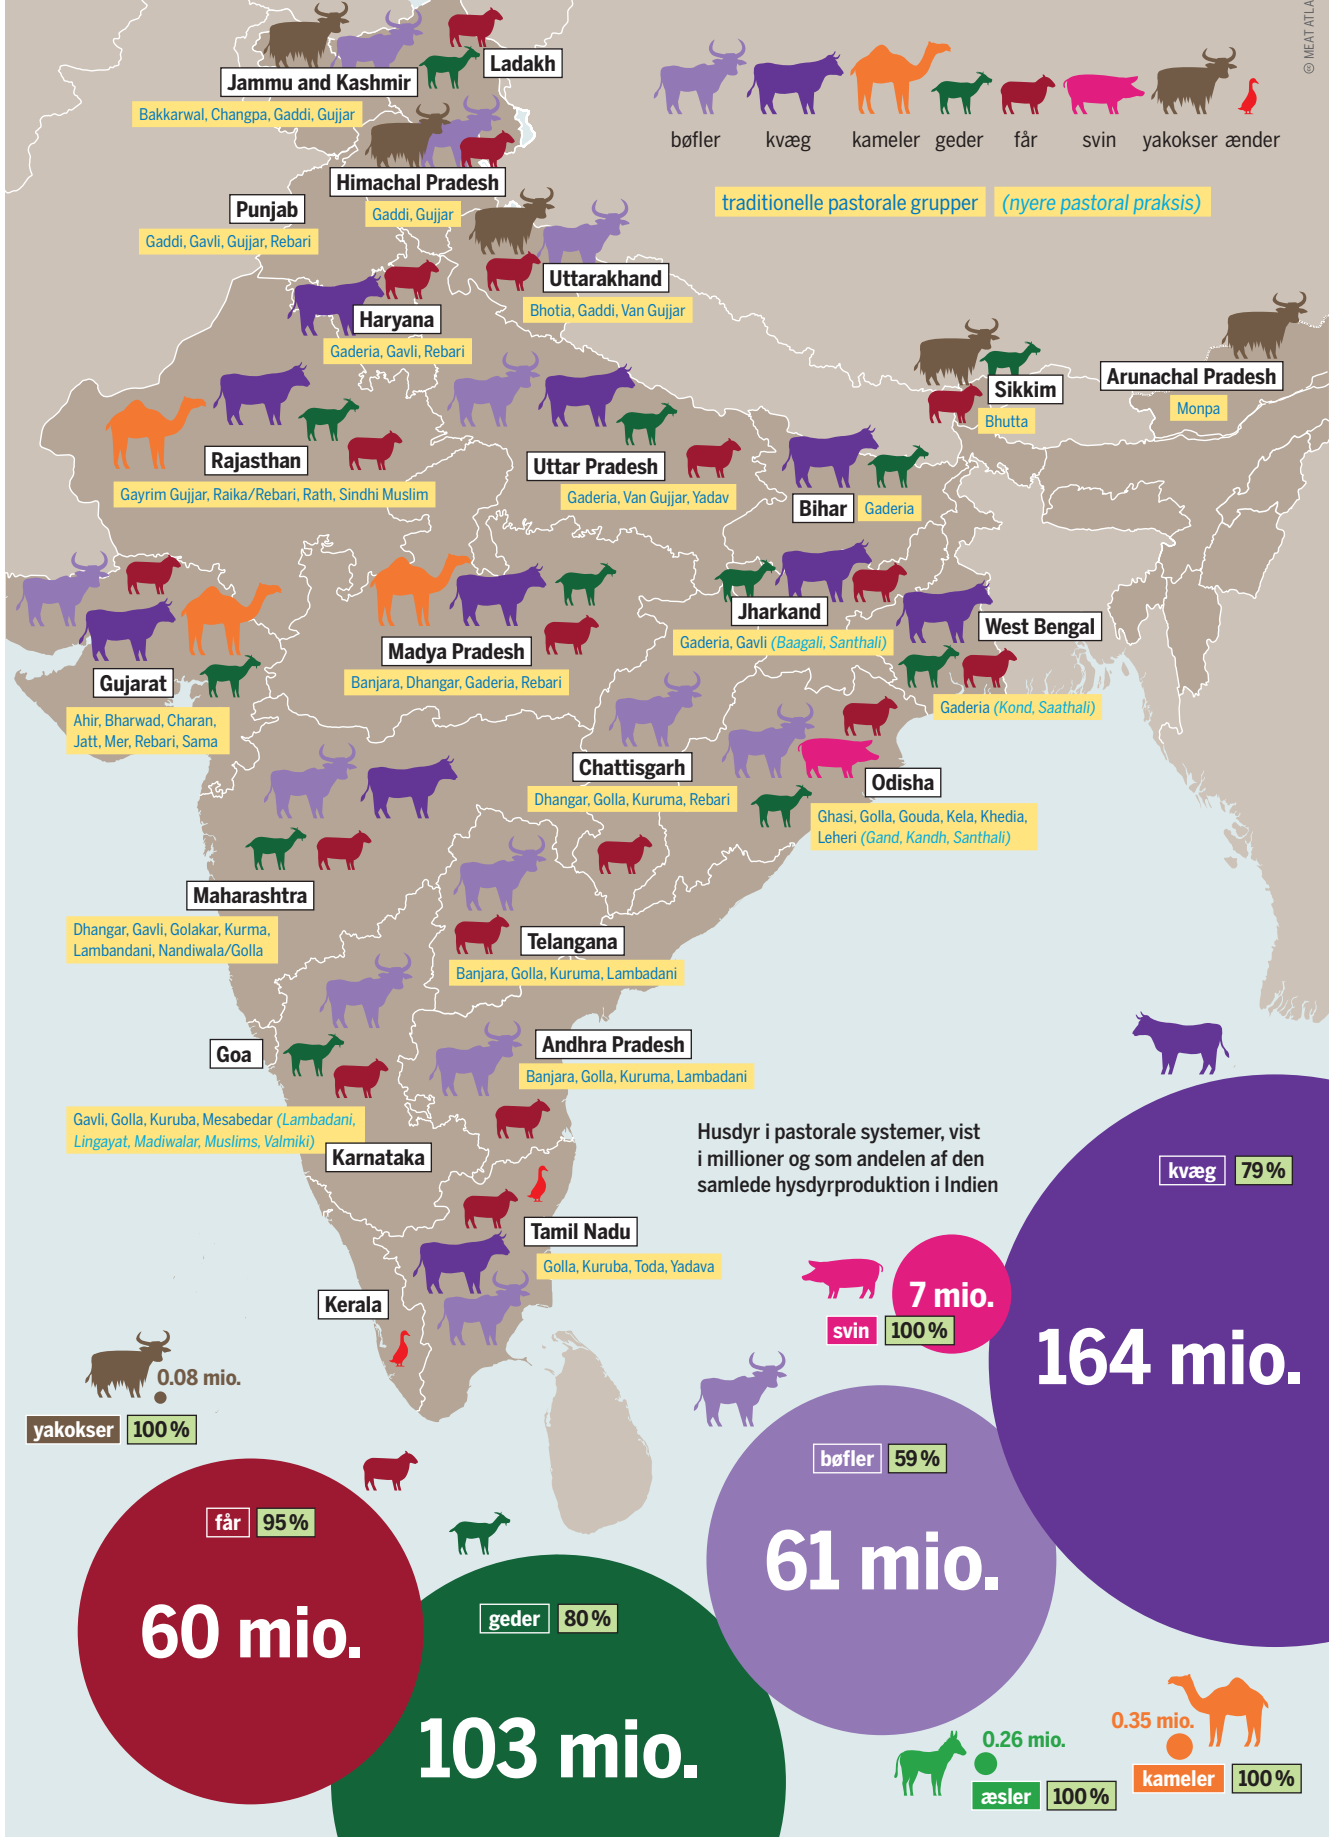 © MEAT ATLA
Ladakh
Jammu and Kashmir
Bakkarwal, Changpa, Gaddi, Gujjar
bøfler
kvæg
kameler
geder
får
svin
yakokser
ænder
traditionelle pastorale grupper
(nyere pastoral praksis)
Himachal Pradesh
Gaddi, Gujjar
Punjab
Gaddi, Gavli, Gujjar, Rebari
Uttarakhand
Bhotia, Gaddi, Van Gujjar
Haryana
Gaderia, Gavli, Rebari
Sikkim
Bhutta
Arunachal Pradesh
Monpa
Rajasthan
Gayrim Gujjar, Raika/Rebari, Rath, Sindhi Muslim
Uttar Pradesh
Gaderia, Van Gujjar, Yadav
Bihar
Gaderia
Jharkand
Gaderia, Gavli (Baagali, Santhali)
West Bengal
Gaderia (Kond, Saathali)
Madya Pradesh
Banjara, Dhangar, Gaderia, Rebari
Gujarat
Ahir, Bharwad, Charan,
Jatt, Mer, Rebari, Sama
Chattisgarh
Dhangar, Golla, Kuruma, Rebari
Odisha
Ghasi, Golla, Gouda, Kela, Khedia,
Leheri (Gand, Kandh, Santhali)
Maharashtra
Dhangar, Gavli, Golakar, Kurma,
Lambandani, Nandiwala/Golla
Telangana
Banjara, Golla, Kuruma, Lambadani
Goa
Andhra Pradesh
Banjara, Golla, Kuruma, Lambadani
Gavli, Golla, Kuruba, Mesabedar (Lambadani,
Lingayat, Madiwalar, Muslims, Valmiki)
Karnataka
Husdyr i pastorale systemer, vist
i millioner og som andelen af den
samlede hysdyrproduktion i Indien
Tamil Nadu
Golla, Kuruba, Toda, Yadava
Kerala
kvæg 79 %
164 mio.
7 mio.
svin 100 %
0.08 mio.
yakokser 100 %
bøfler 59 %
61 mio.
får 95 %
60 mio.
geder 80 %
103 mio.
0.26 mio.
æsler 100 %
0.35 mio.
kameler 100 %